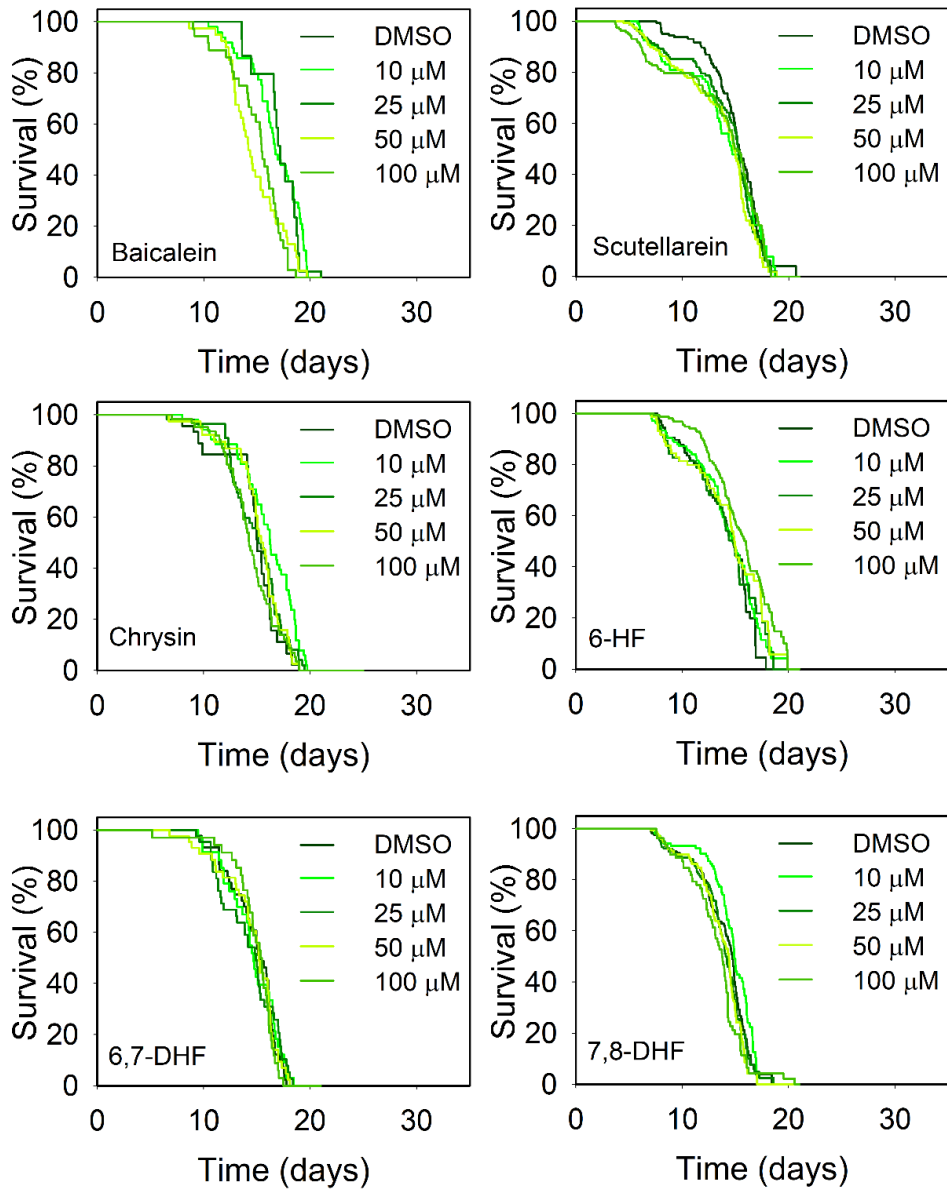 100
80
60
40
20
0
Survival (%)
DMSO
10 μM
25 μM
50 μM
100 μM
Baicalein
0 10 20 30
Time (days)
100
80
60
40
20
0
Survival (%)
DMSO
10 μM
25 μM
50 μM
100 μM
Scutellarein
0 10 20 30
Time (days)
100
80
60
40
20
0
Survival (%)
DMSO
10 μM
25 μM
50 μM
100 μM
Chrysin
0 10 20 30
Time (days)
100
80
60
40
20
0
Survival (%)
DMSO
10 μM
25 μM
50 μM
100 μM
6-HF
0 10 20 30
Time (days)
100
80
60
40
20
0
Survival (%)
DMSO
10 μM
25 μM
50 μM
100 μM
6,7-DHF
0 10 20 30
Time (days)
100
80
60
40
20
0
Survival (%)
DMSO
10 μM
25 μM
50 μM
100 μM
7,8-DHF
0 10 20 30
Time (days)